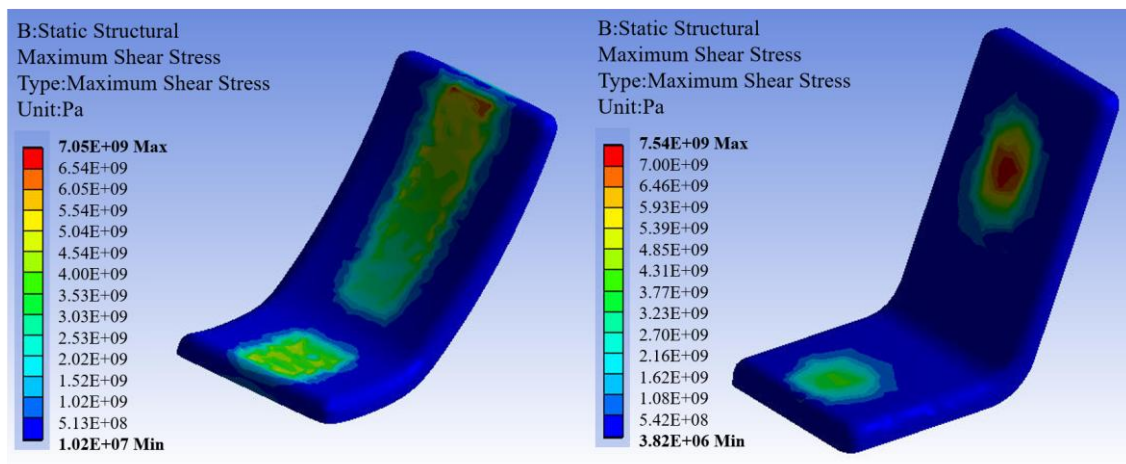 B:Static Structural
Maximum Shear Stress
Type:Maximum Shear Stress
Unit:Pa
7.05E+09 Max
6.54E+09
6.05E+09
5.54E+09
5.04E+09
4.54E+09
4.00E+09
3.53E+09
3.03E+09
2.53E+09
2.02E+09
1.52E+09
1.02E+09
5.13E+08
1.02E+07 Min
B:Static Structural
Maximum Shear Stress
Type:Maximum Shear Stress
Unit:Pa
7.54E+09 Max
7.00E+09
6.46E+09
5.93E+09
5.39E+09
4.85E+09
4.31E+09
3.77E+09
3.23E+09
2.70E+09
2.16E+09
1.62E+09
1.08E+09
5.42E+08
3.82E+06 Min